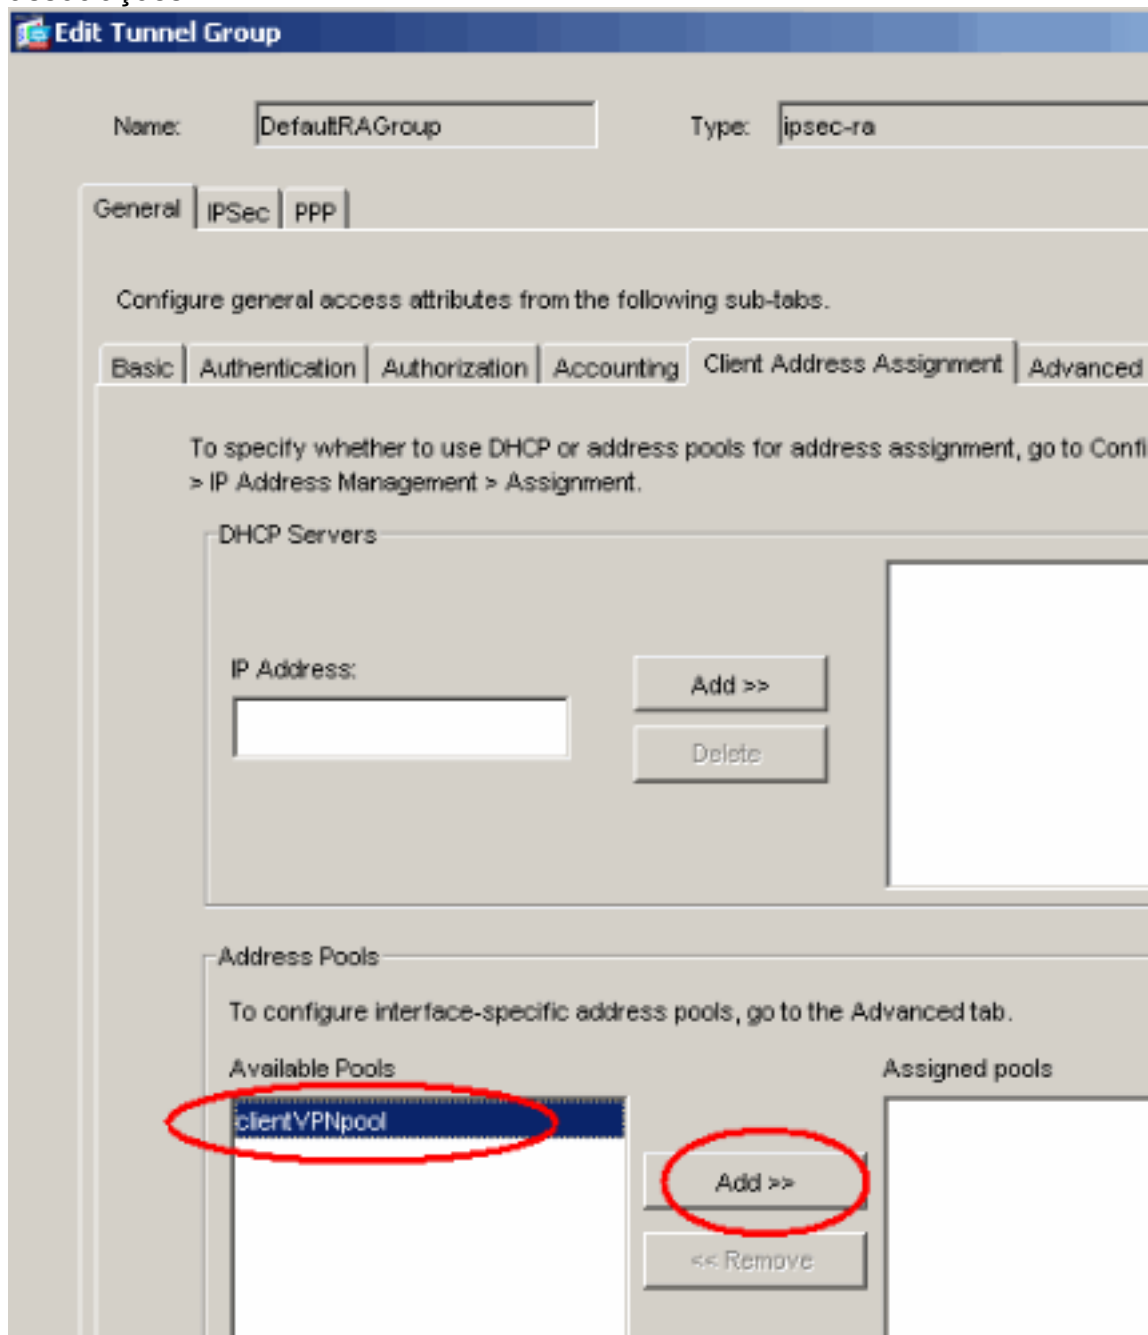 Edit Tunnel Group
Name: DefaultRAGroup Type: ipsec-ra
General IPSec PPP
Configure general access attributes from the following sub-tabs.
Basic Authentication Authorization Accounting Client Address Assignment Advanced
To specify whether to use DHCP or address pools for address assignment, go to Confi
> IP Address Management > Assignment.
DHCP Servers
IP Address:
Add >>
Delete
Address Pools
To configure interface-specific address pools, go to the Advanced tab.
Available Pools Assigned pools
clientVPNpool
Add >>
<< Remove